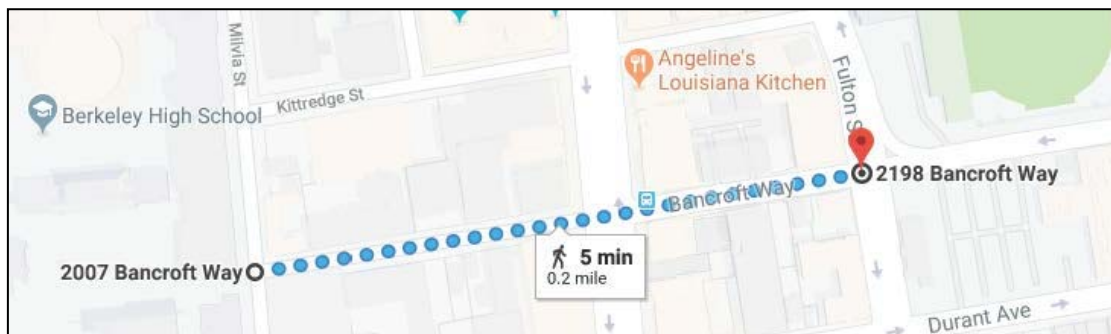 Milvia St
Berkeley High School
Kittredge St
Angeline's
Louisiana Kitchen
Fulton S
2198 Bancroft Way
Bancroft Way
5 min
0.2 mile
2007 Bancroft Way
Durant Ave